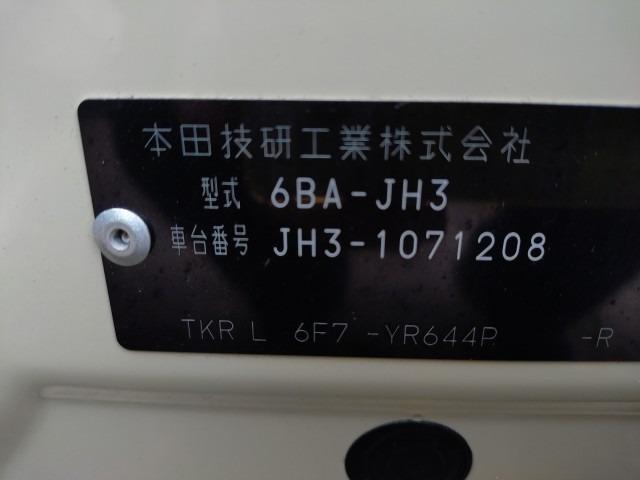 本田技研工業株式会社
型式 6BA-JH3
車台番号 JH3-1071208
TKR L 6F7 -YR644P -R